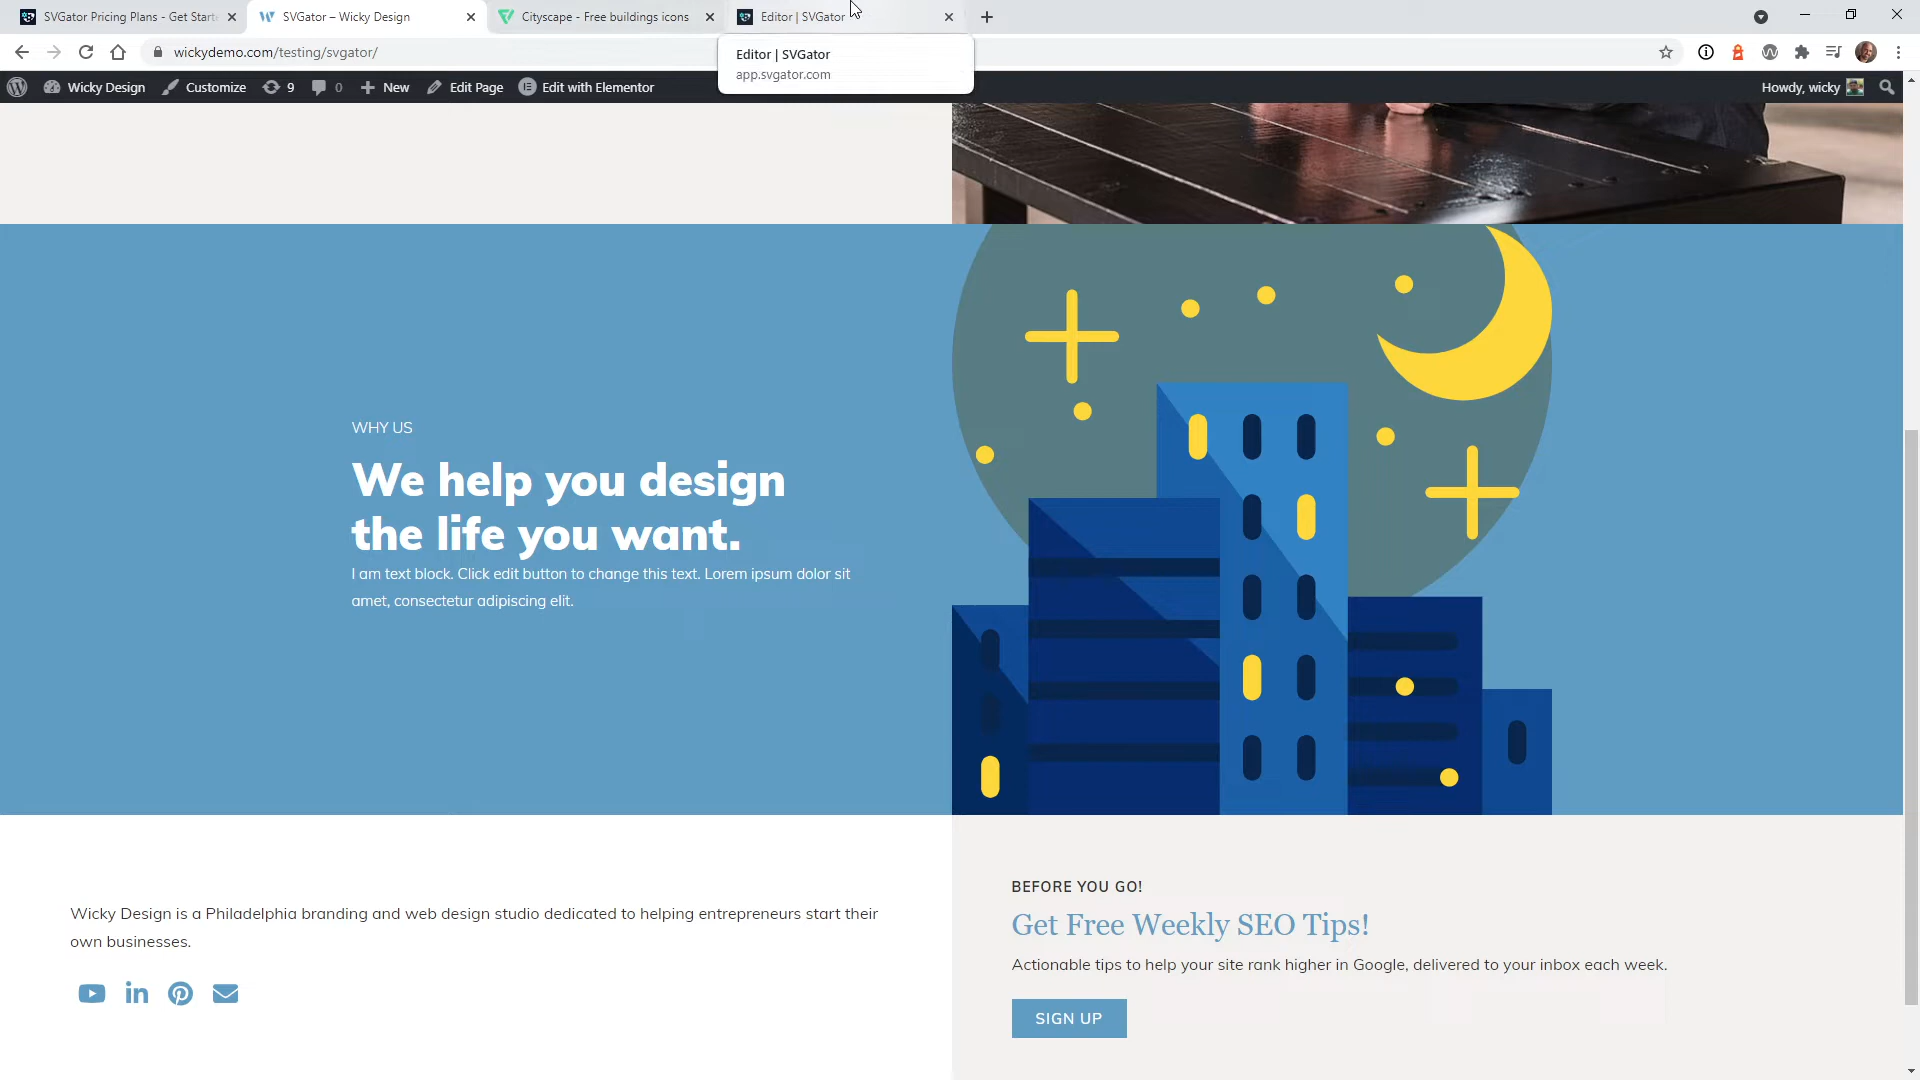 SVGator Pricing Plans - Get Starte
SVGator – Wicky Design
Cityscape - Free buildings icons
Editor | SVGator
wickydemo.com/testing/svgator/
Editor | SVGator
app.svgator.com
Wicky Design
Customize
9
0
New
Edit Page
Edit with Elementor
Howdy, wicky
WHY US
We help you design
the life you want.
I am text block. Click edit button to change this text. Lorem ipsum dolor sit
amet, consectetur adipiscing elit.
Wicky Design is a Philadelphia branding and web design studio dedicated to helping entrepreneurs start their
own businesses.
BEFORE YOU GO!
Get Free Weekly SEO Tips!
Actionable tips to help your site rank higher in Google, delivered to your inbox each week.
SIGN UP